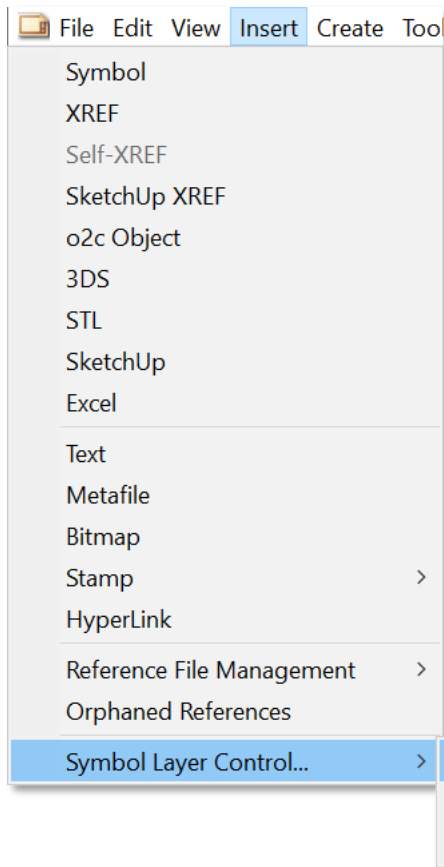 File Edit View Insert Create Tool
Symbol
XREF
Self-XREF
SketchUp XREF
o2c Object
3DS
STL
SketchUp
Excel
Text
Metafile
Bitmap
Stamp
HyperLink
Reference File Management
Orphaned References
Symbol Layer Control...